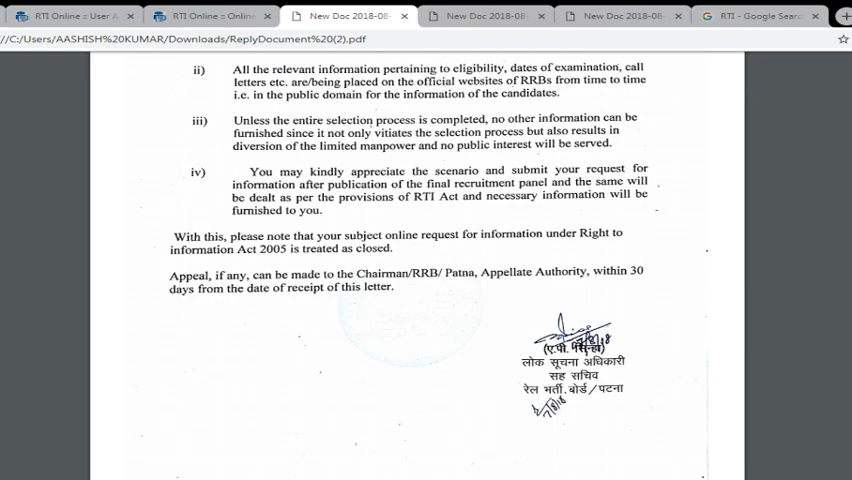 RTI Online :: User A
RTI Online :: Online
New Doc 2018-08-
New Doc 2018-08-
New Doc 2018-08-
RTI - Google Search
//C:/Users/AASHISH%20KUMAR/Downloads/ReplyDocument%20(2).pdf
ii) All the relevant information pertaining to eligibility, dates of examination, call
letters etc. are/being placed on the official websites of RRBs from time to time
i.e. in the public domain for the information of the candidates.
iii) Unless the entire selection process is completed, no other information can be
furnished since it not only vitiates the selection process but also results in
diversion of the limited manpower and no public interest will be served.
iv) You may kindly appreciate the scenario and submit your request for
information after publication of the final recruitment panel and the same will
be dealt as per the provisions of RTI Act and necessary information will be
furnished to you.
With this, please note that your subject online request for information under Right to
information Act 2005 is treated as closed.
Appeal, if any, can be made to the Chairman/RRB/ Patna, Appellate Authority, within 30
days from the date of receipt of this letter.
(ए.पी. सिन्हा)
लोक सूचना अधिकारी
सह सचिव
रेल भर्ती बोर्ड/पटना
7/8/18